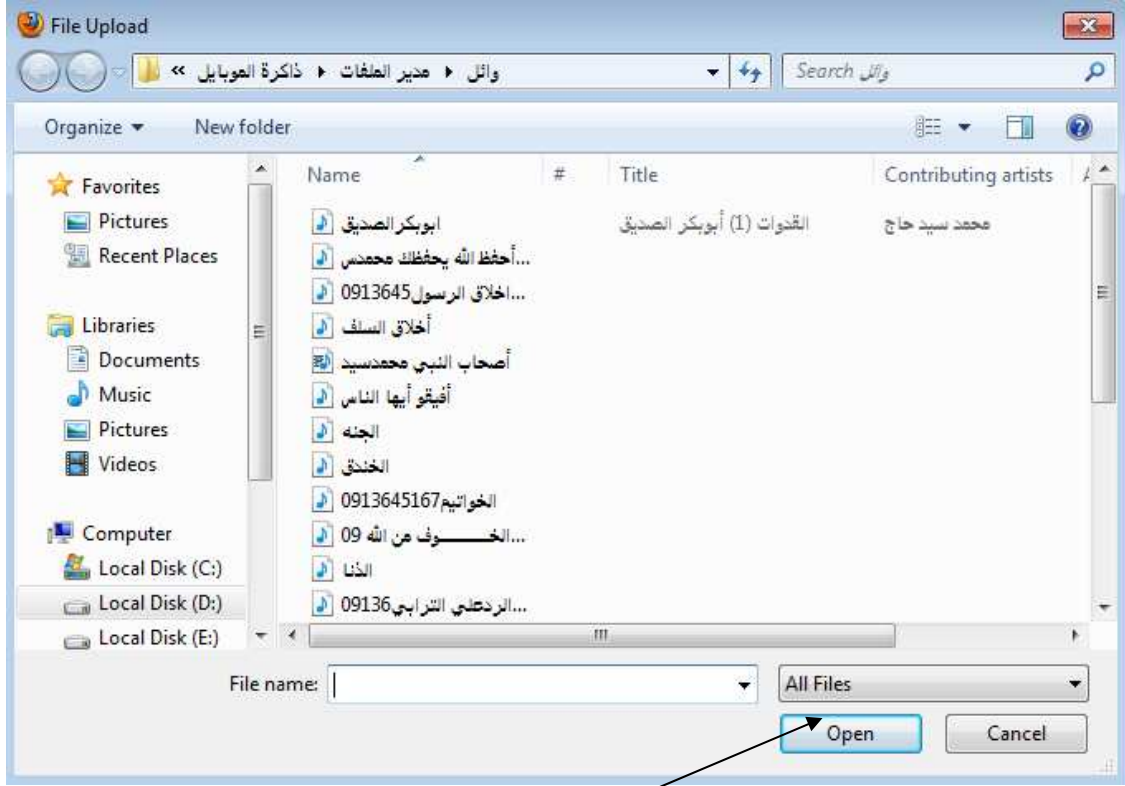 File Upload
« ذاكرة الموبايل ‣ مدير الملفات ‣ وائل
Search وائل
Organize New folder
Name # Title Contributing artists
ابوبكر الصديق القدوات (1) أبوبكر الصديق محمد سيد حاج
أحفظ الله يحفظك محمدس...
اخلاق الرسول0913645...
أخلاق السلف
أصحاب النبي محمدسيد
أفيقو أيها الناس
الجنه
الخندق
الخواتيم0913645167
الخـــــــوف من الله 09...
الذنا
الردعلي الترابي09136...
Favorites
Pictures
Recent Places
Libraries
Documents
Music
Pictures
Videos
Computer
Local Disk (C:)
Local Disk (D:)
Local Disk (E:)
File name: All Files
Open Cancel